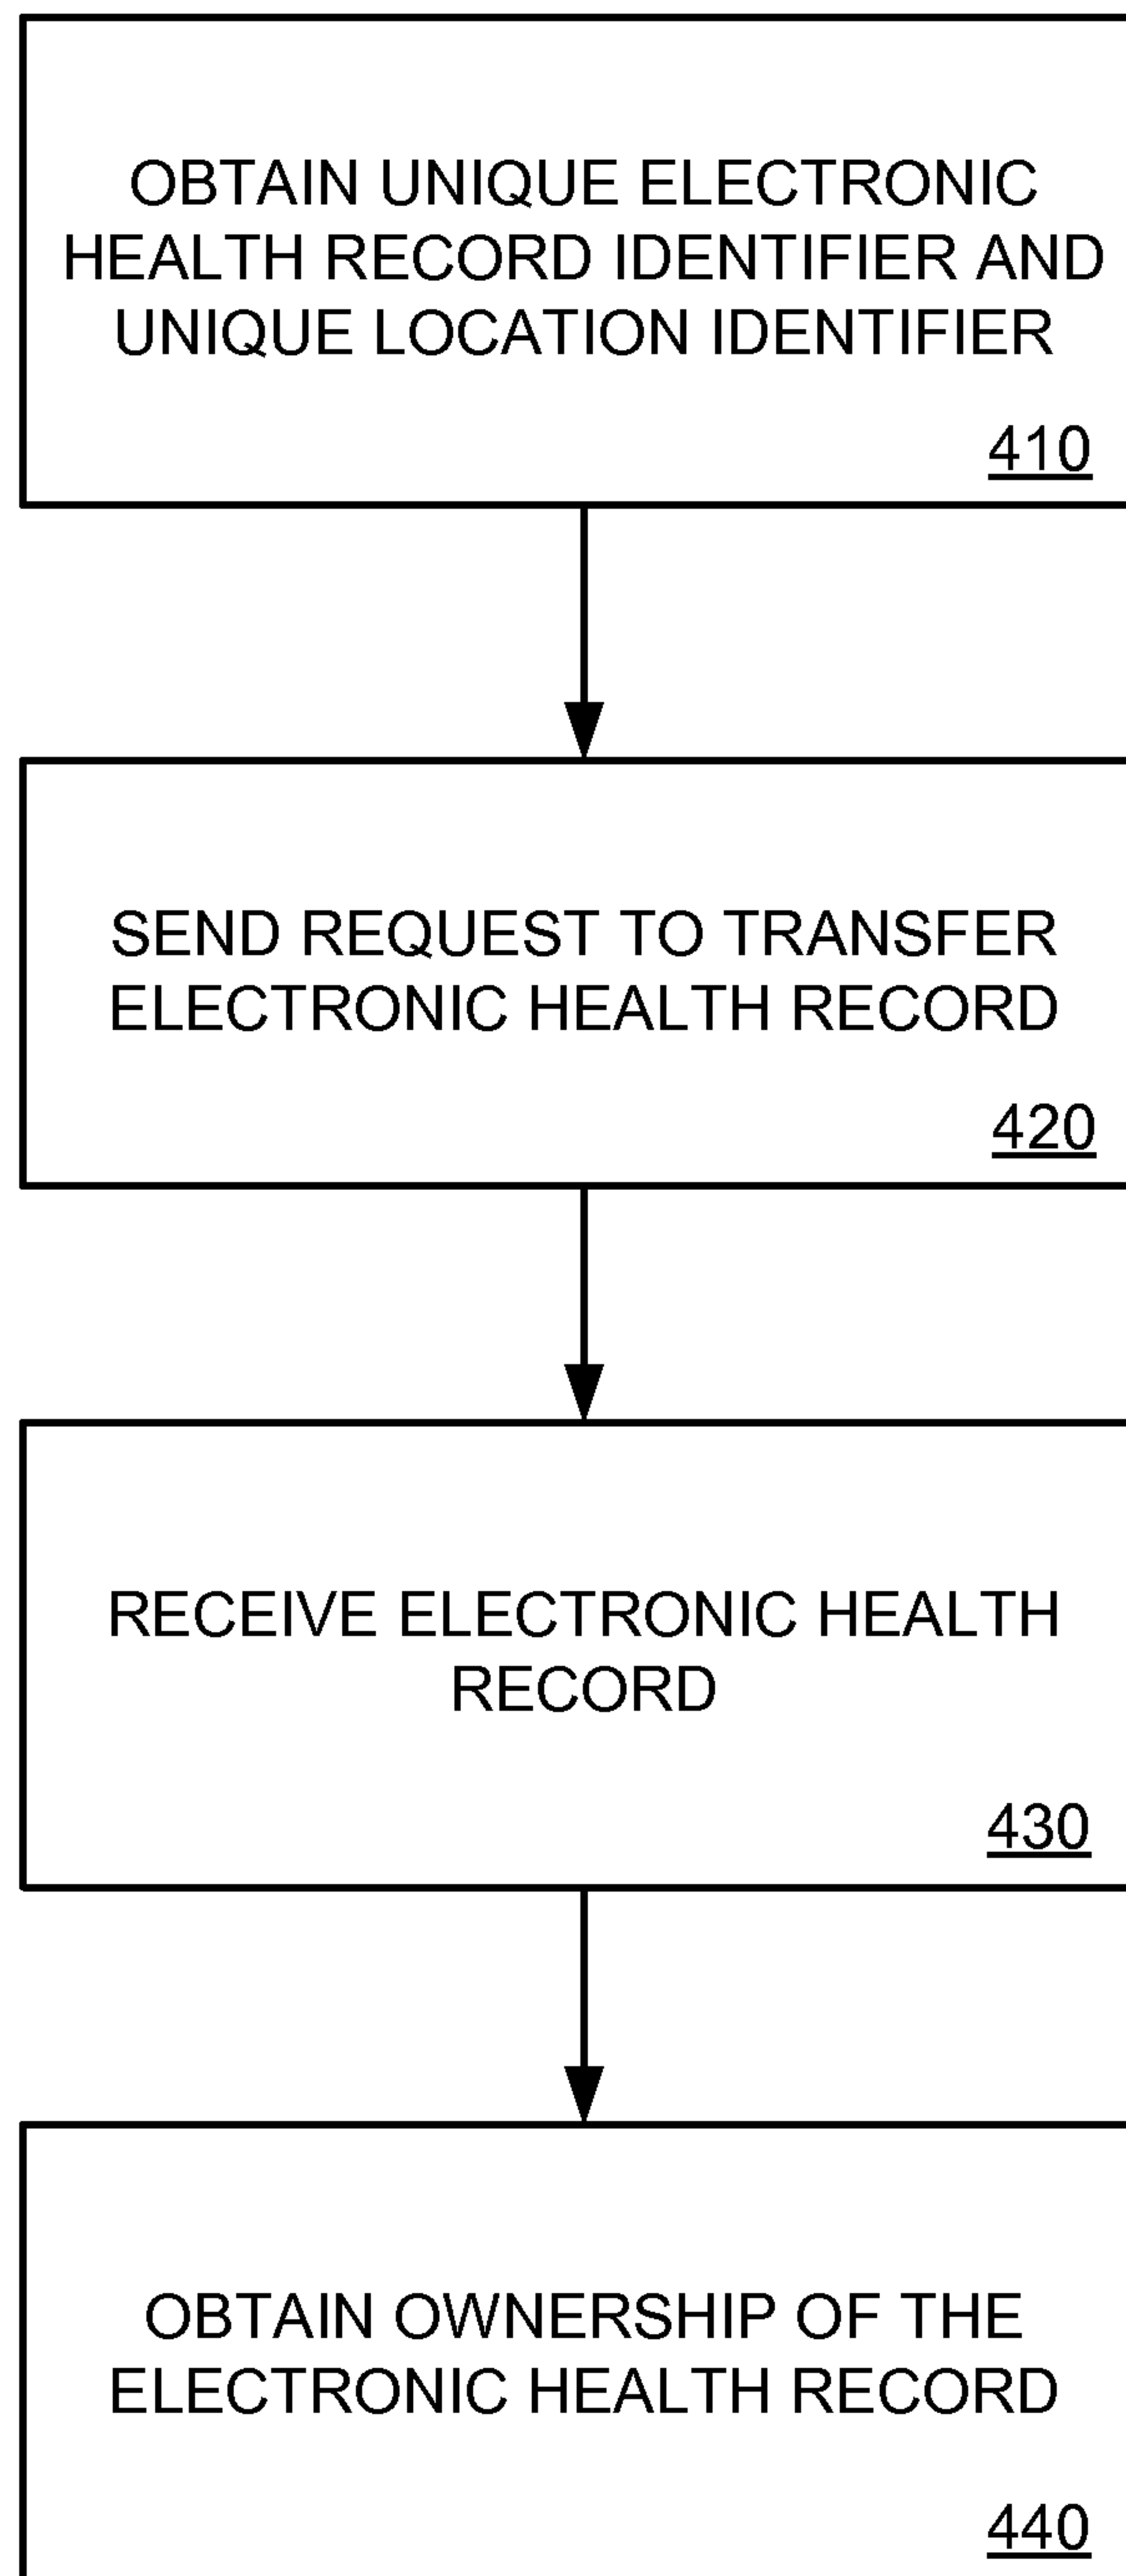 OBTAIN UNIQUE ELECTRONIC
HEALTH RECORD IDENTIFIER AND
UNIQUE LOCATION IDENTIFIER
410
SEND REQUEST TO TRANSFER
ELECTRONIC HEALTH RECORD
420
RECEIVE ELECTRONIC HEALTH
RECORD
430
OBTAIN OWNERSHIP OF THE
ELECTRONIC HEALTH RECORD
440